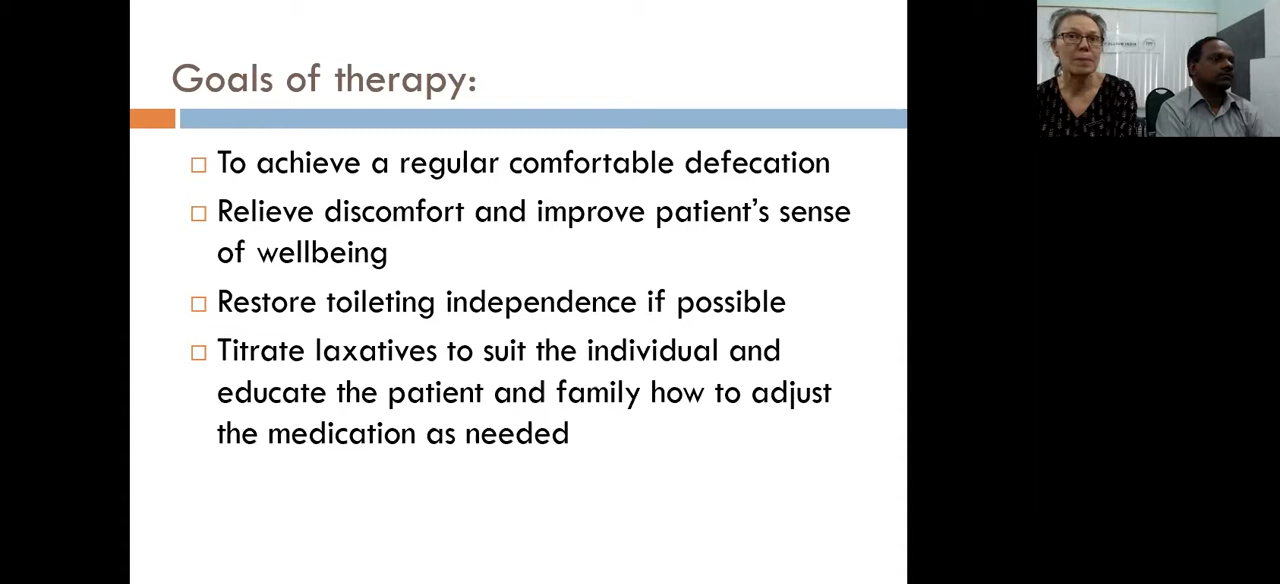 Goals of therapy:
To achieve a regular comfortable defecation
Relieve discomfort and improve patient's sense
of wellbeing
Restore toileting independence if possible
Titrate laxatives to suit the individual and
educate the patient and family how to adjust
the medication as needed